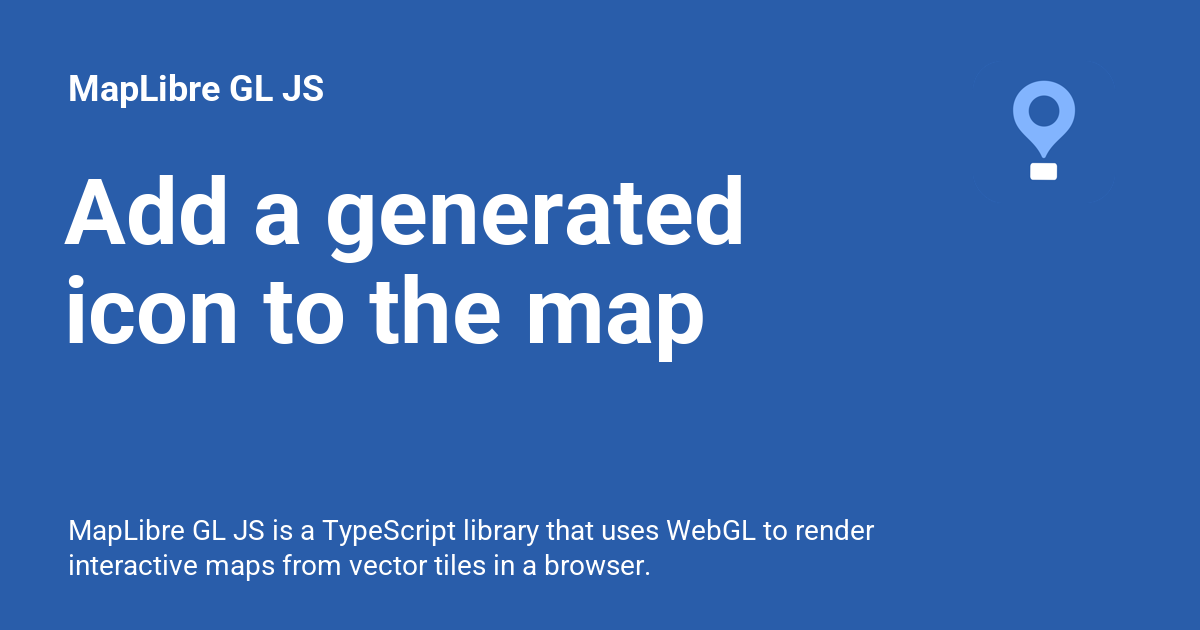 MapLibre GL JS
Add a generated
icon to the map
MapLibre GL JS is a TypeScript library that uses WebGL to render
interactive maps from vector tiles in a browser.